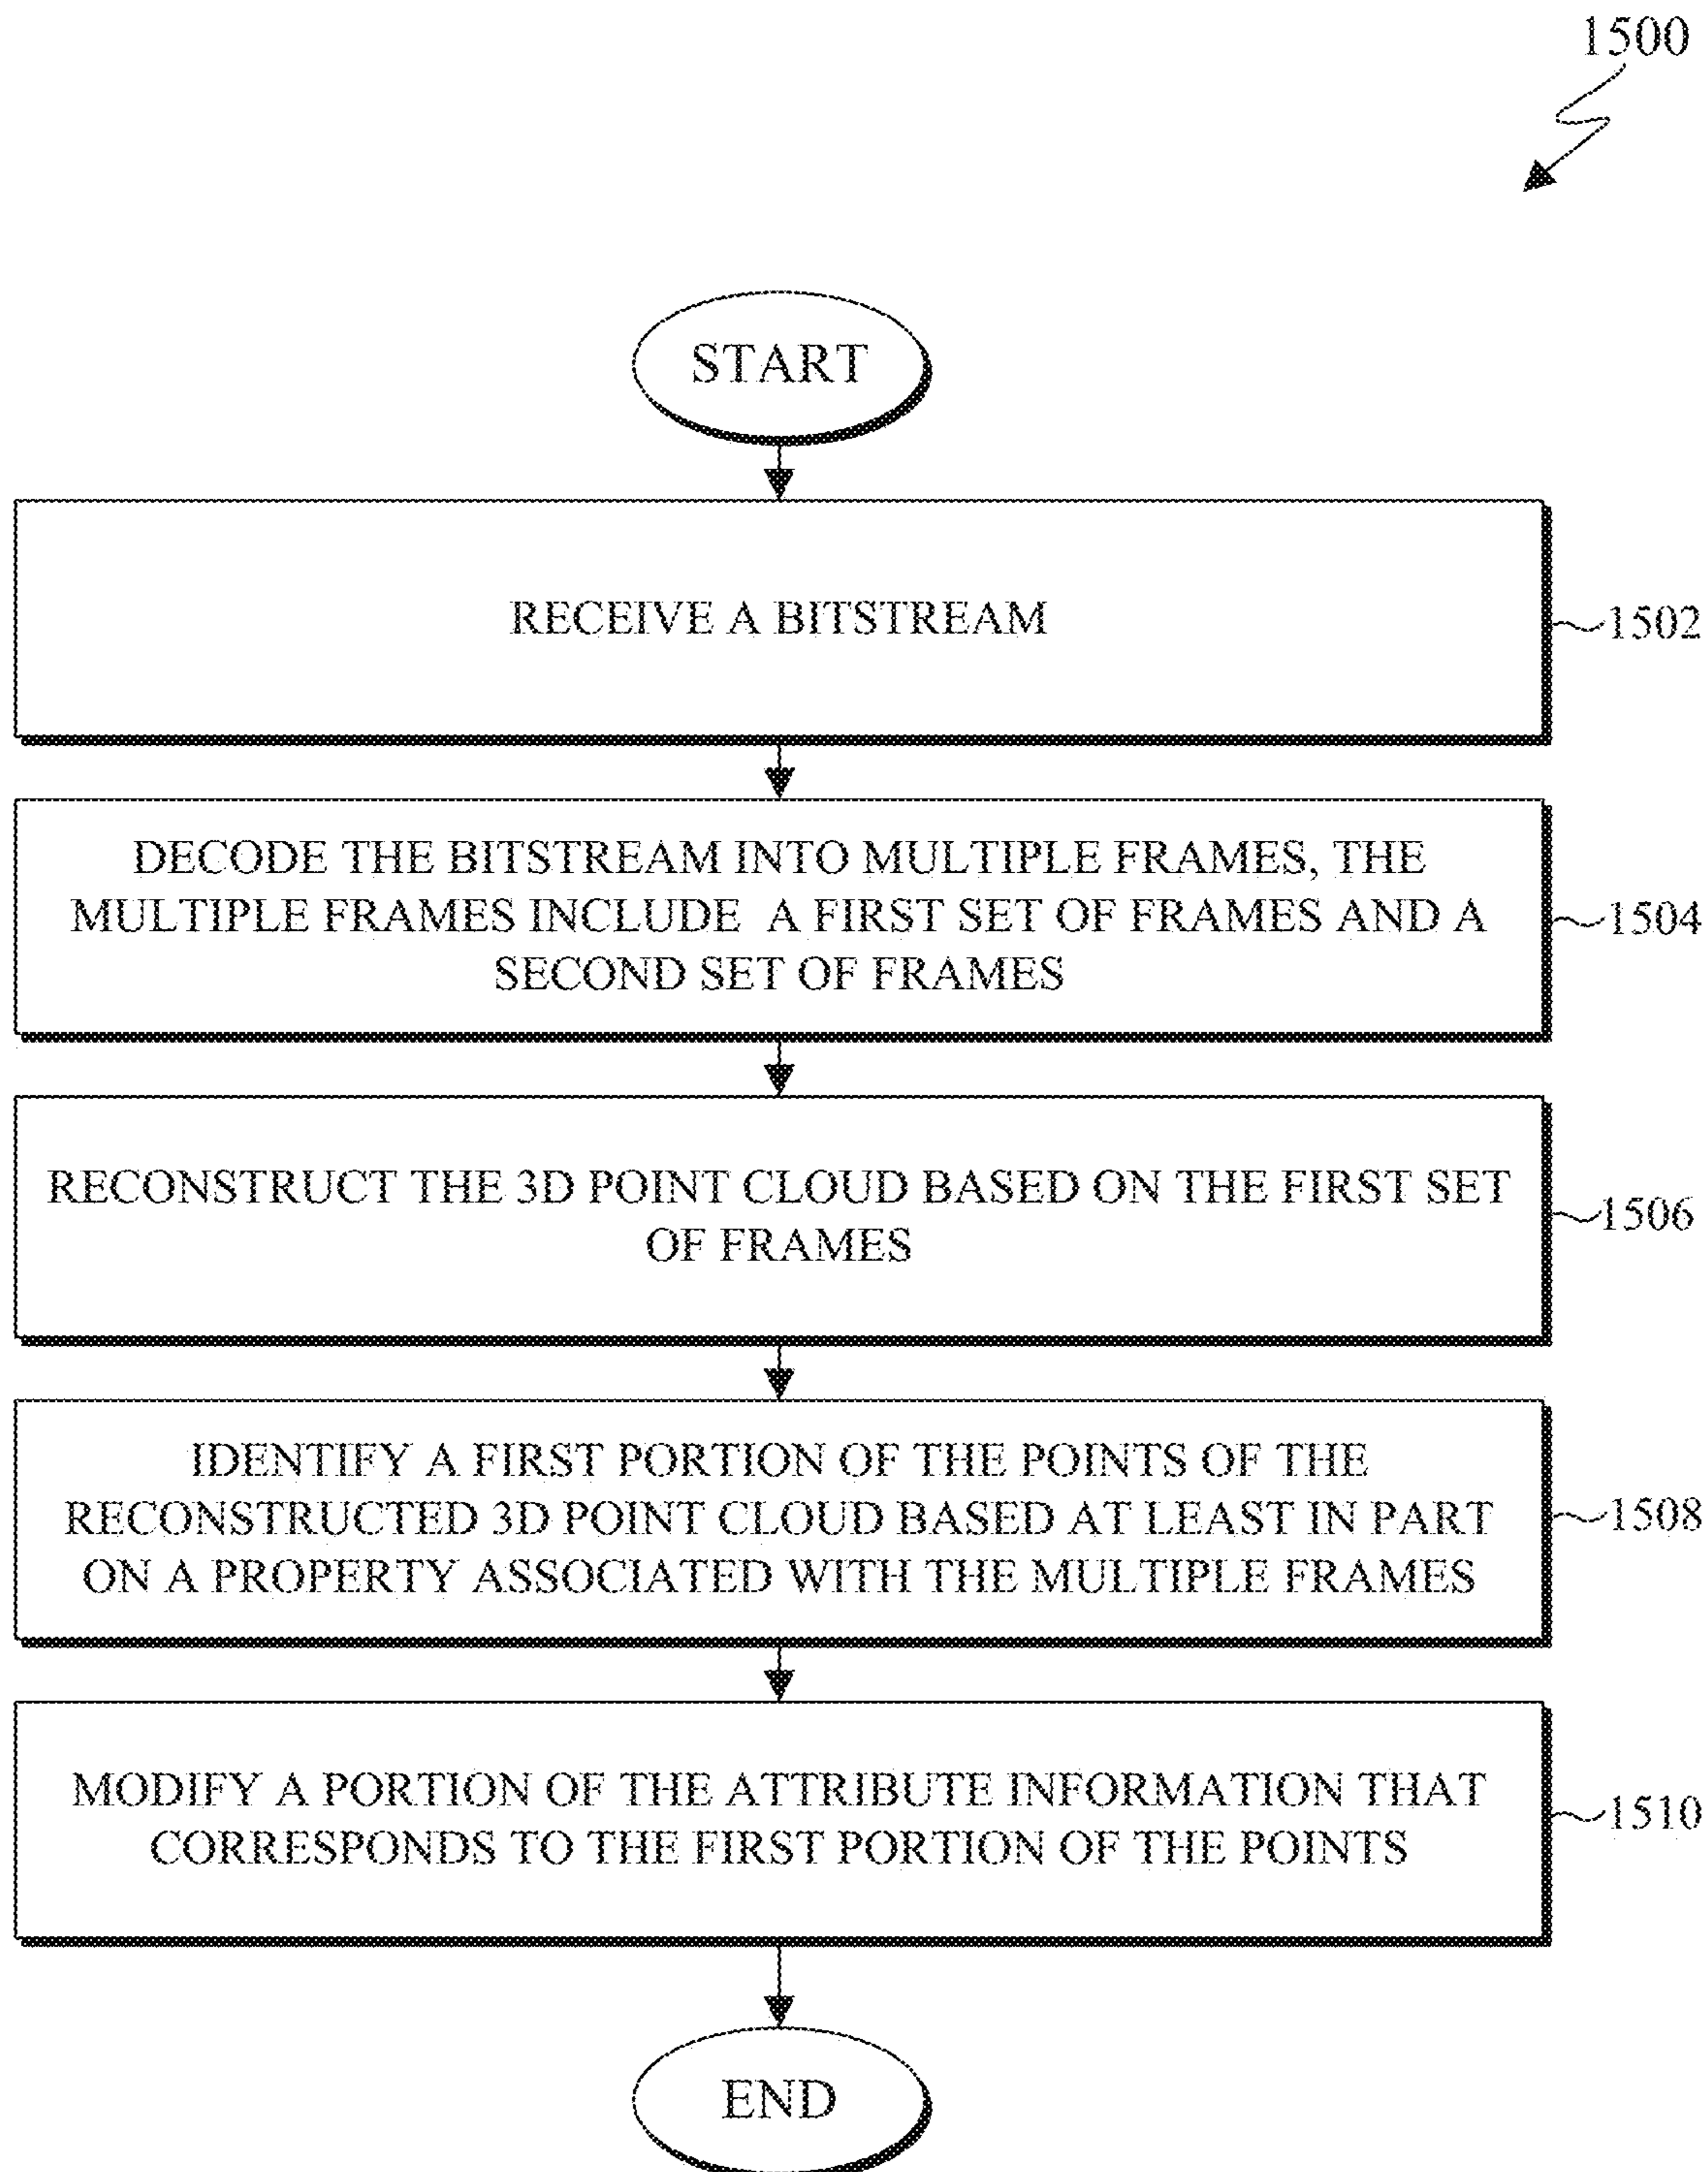 1500
START
RECEIVE A BITSTREAM
1502
DECODE THE BITSTREAM INTO MULTIPLE FRAMES, THE
MULTIPLE FRAMES INCLUDE A FIRST SET OF FRAMES AND A
SECOND SET OF FRAMES
1504
RECONSTRUCT THE 3D POINT CLOUD BASED ON THE FIRST SET
OF FRAMES
1506
IDENTIFY A FIRST PORTION OF THE POINTS OF THE
RECONSTRUCTED 3D POINT CLOUD BASED AT LEAST IN PART
ON A PROPERTY ASSOCIATED WITH THE MULTIPLE FRAMES
1508
MODIFY A PORTION OF THE ATTRIBUTE INFORMATION THAT
CORRESPONDS TO THE FIRST PORTION OF THE POINTS
1510
END